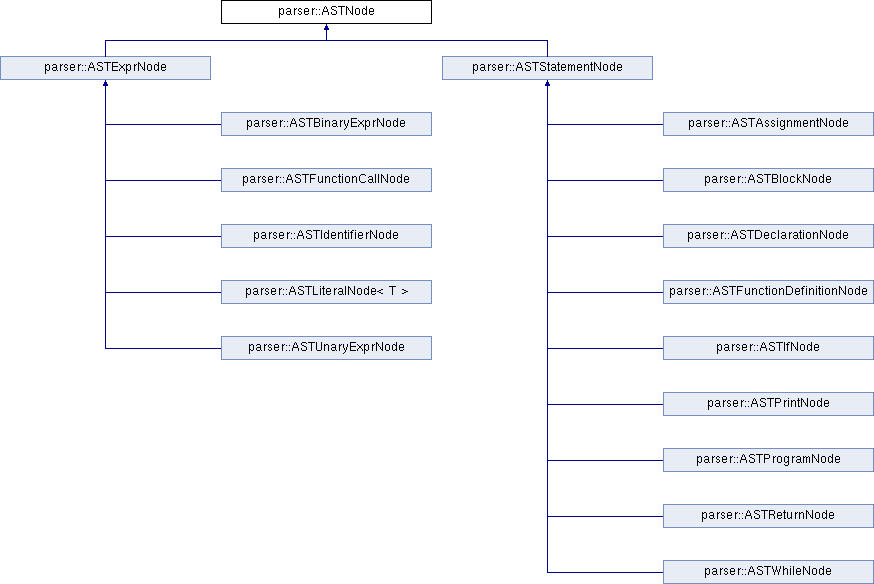 parser::ASTNode
parser::ASTExprNode
parser::ASTStatementNode
parser::ASTBinaryExprNode
parser::ASTAssignmentNode
parser::ASTFunctionCallNode
parser::ASTBlockNode
parser::ASTIdentifierNode
parser::ASTDeclarationNode
parser::ASTLiteralNode< T >
parser::ASTFunctionDefinitionNode
parser::ASTUnaryExprNode
parser::ASTIfNode
parser::ASTPrintNode
parser::ASTProgramNode
parser::ASTReturnNode
parser::ASTWhileNode